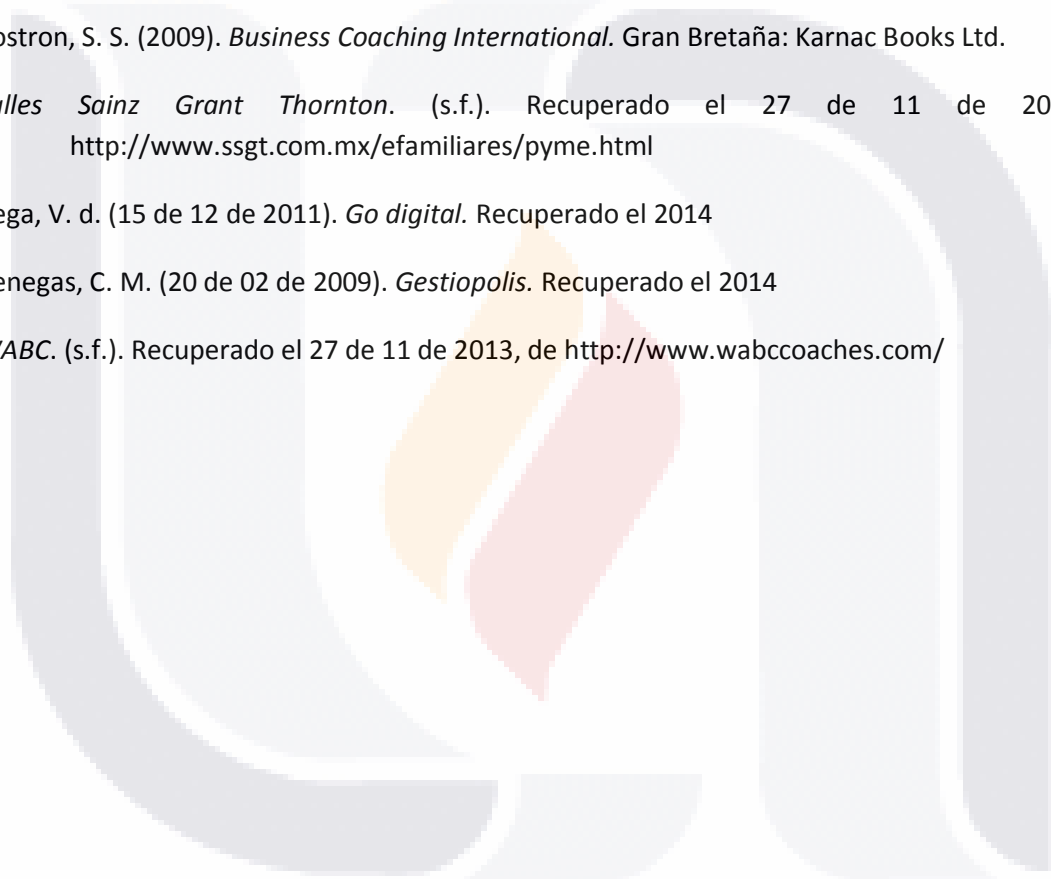 ostron, S. S. (2009). Business Coaching International. Gran Bretaña: Karnac Books Ltd.
lles Sainz Grant Thornton. (s.f.). Recuperado el 27 de 11 de 20
http://www.ssgt.com.mx/efamiliares/pyme.html
ega, V. d. (15 de 12 de 2011). Go digital. Recuperado el 2014
enegas, C. M. (20 de 02 de 2009). Gestiopolis. Recuperado el 2014
ABC. (s.f.). Recuperado el 27 de 11 de 2013, de http://www.wabccoaches.com/